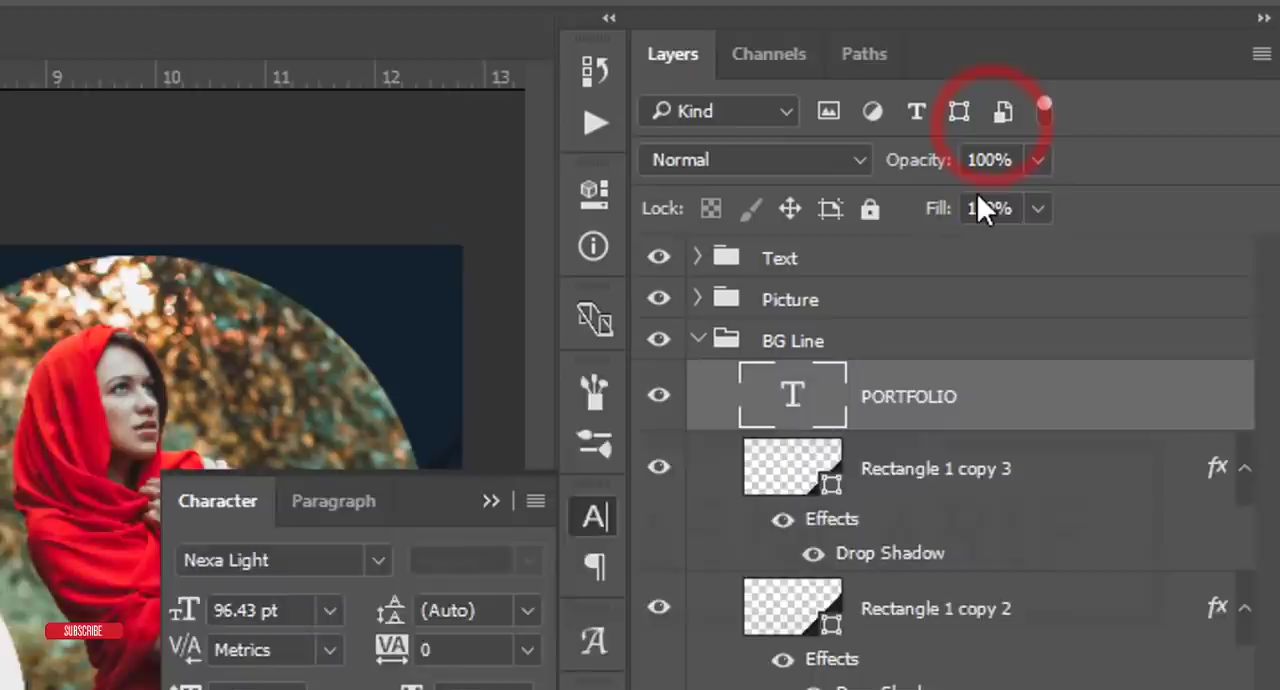 9 10 11 12 13
Layers Channels Paths
Kind T
Normal Opacity: 100%
Lock: Fill:
Text
Picture
BG Line
T PORTFOLIO
Rectangle 1 copy 3 fx
Effects
Drop Shadow
Rectangle 1 copy 2 fx
Effects
Character Paragraph
Nexa Light
96.43 pt (Auto)
Metrics 0
SUBSCRIBE